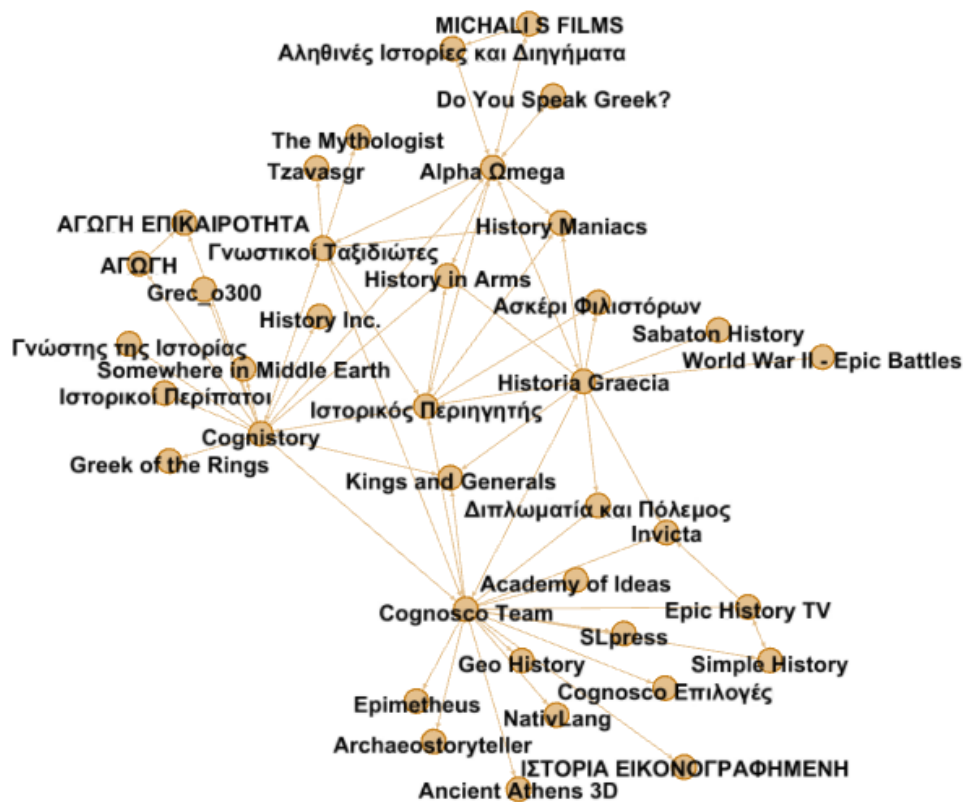 MICHALI S FILMS
Αληθινές Ιστορίες και Διηγήματα
Do You Speak Greek?
The Mythologist
Tzavasgr
Alpha Ωmega
ΑΓΩΓΗ ΕΠΙΚΑΙΡΟΤΗΤΑ
History Maniacs
Γνωστικοί Ταξιδιώτες
ΑΓΩΓΗ
History in Arms
Grec_o300
Ασκέρι Φιλιστόρων
History Inc.
Sabaton History
Γνώστης της Ιστορίας
World War II - Epic Battles
Somewhere in Middle Earth
Historia Graecia
Ιστορικοί Περίπατοι
Ιστορικός Περιηγητής
Cognistory
Greek of the Rings
Kings and Generals
Διπλωματία και Πόλεμος
Invicta
Academy of Ideas
Cognosco Team
Epic History TV
SLpress
Geo History
Simple History
Cognosco Επιλογές
Epimetheus
NativLang
Archaeostoryteller
ΙΣΤΟΡΙΑ ΕΙΚΟΝΟΓΡΑΦΗΜΕΝΗ
Ancient Athens 3D